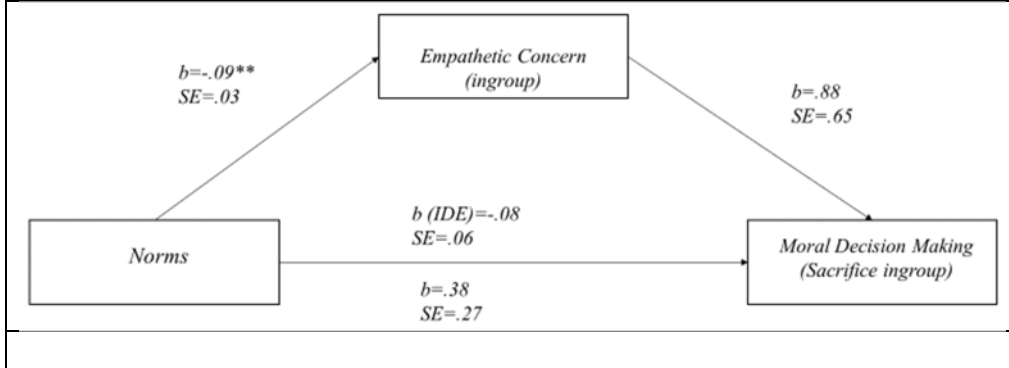 Empathetic Concern
(ingroup)
b=-.09**
SE=.03
b=.88
SE=.65
b (IDE)=-.08
SE=.06
Norms
Moral Decision Making
(Sacrifice ingroup)
b=.38
SE=.27